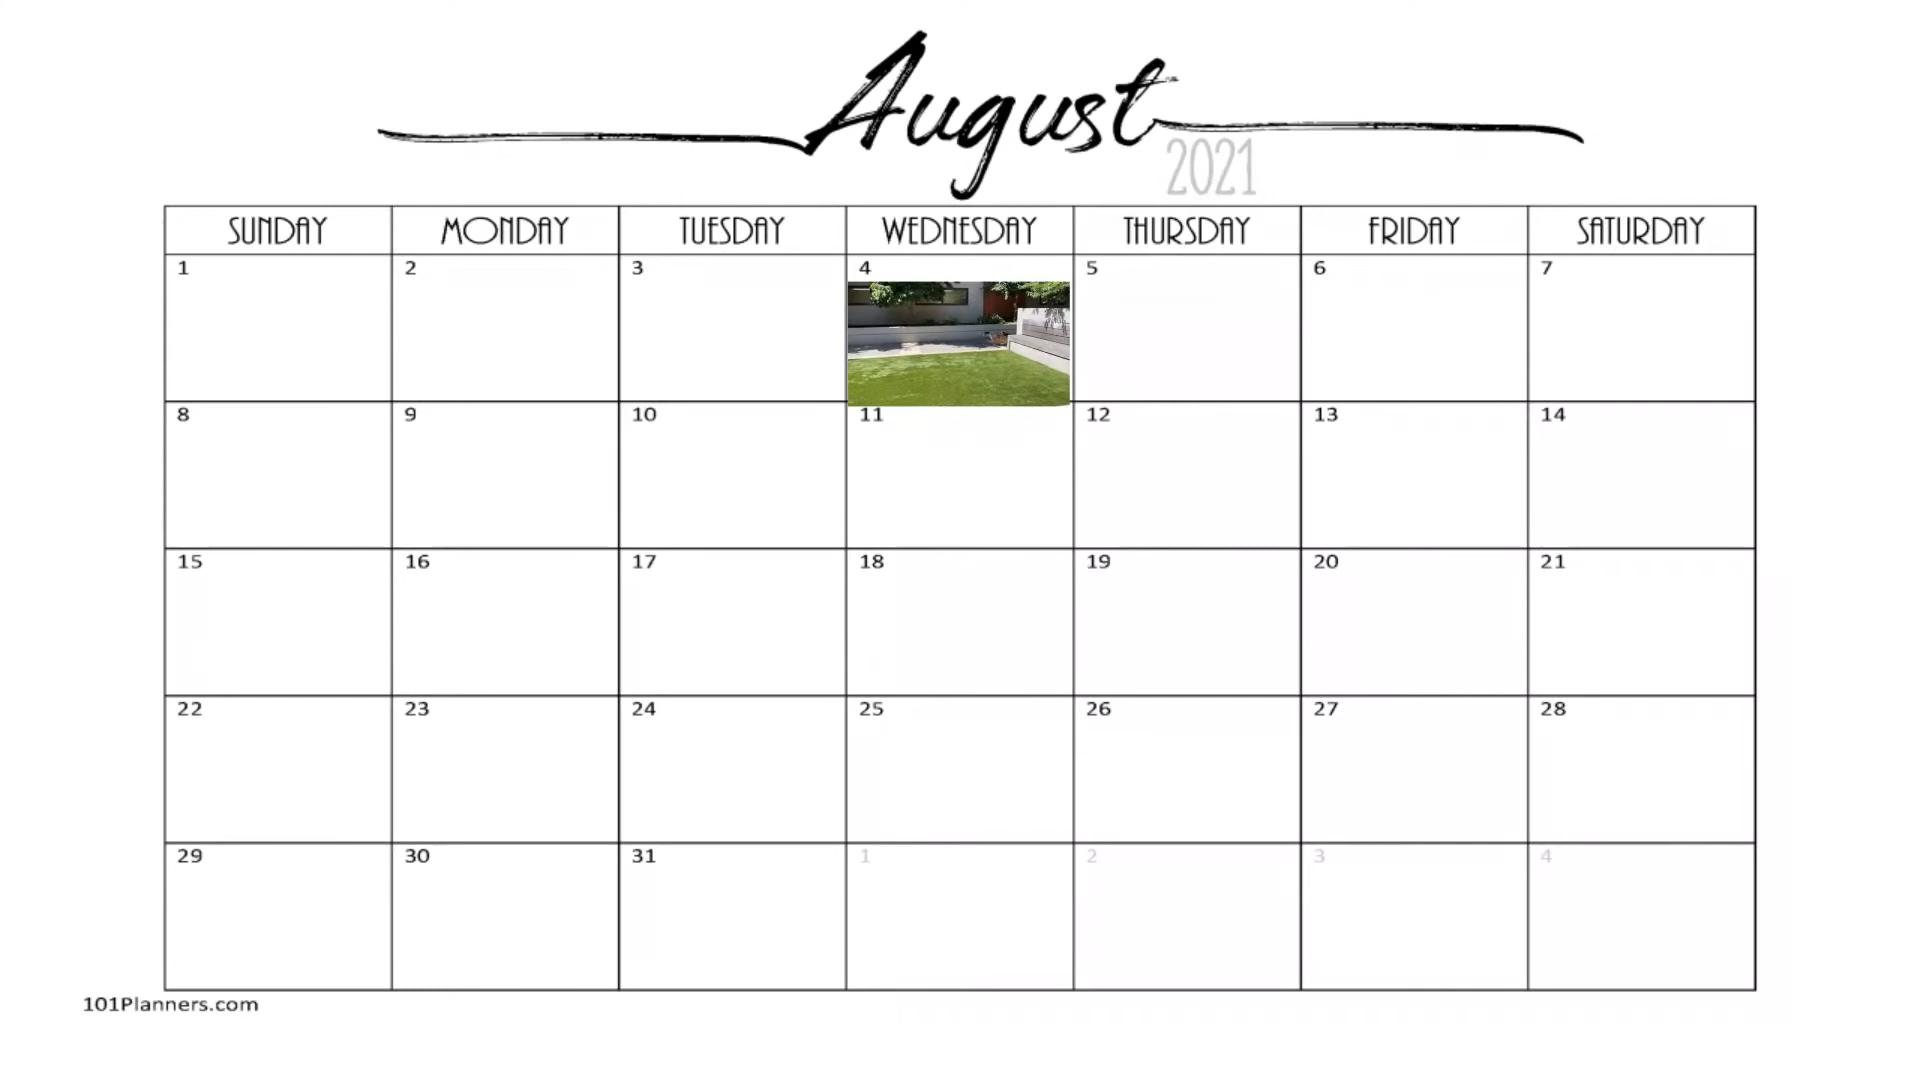 August
2021
SUNDAY MONDAY TUESDAY WEDNESDAY THURSDAY FRIDAY SATURDAY
1 2 3 4 5 6 7
8 9 10 11 12 13 14
15 16 17 18 19 20 21
22 23 24 25 26 27 28
29 30 31 1 2 3 4
101Planners.com